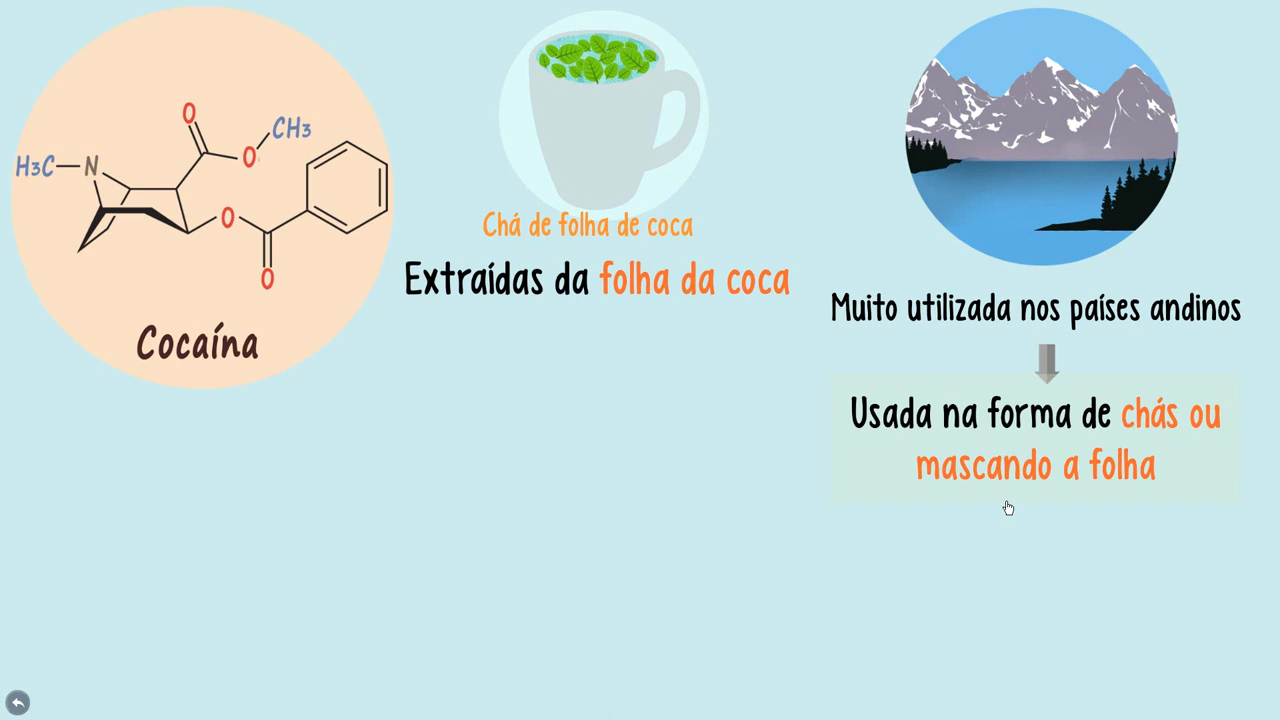 O
CH3
H3C
N
O
O
O
Cocaína
Chá de folha de coca
Extraídas da folha da coca
Muito utilizada nos países andinos
Usada na forma de chás ou
mascando a folha